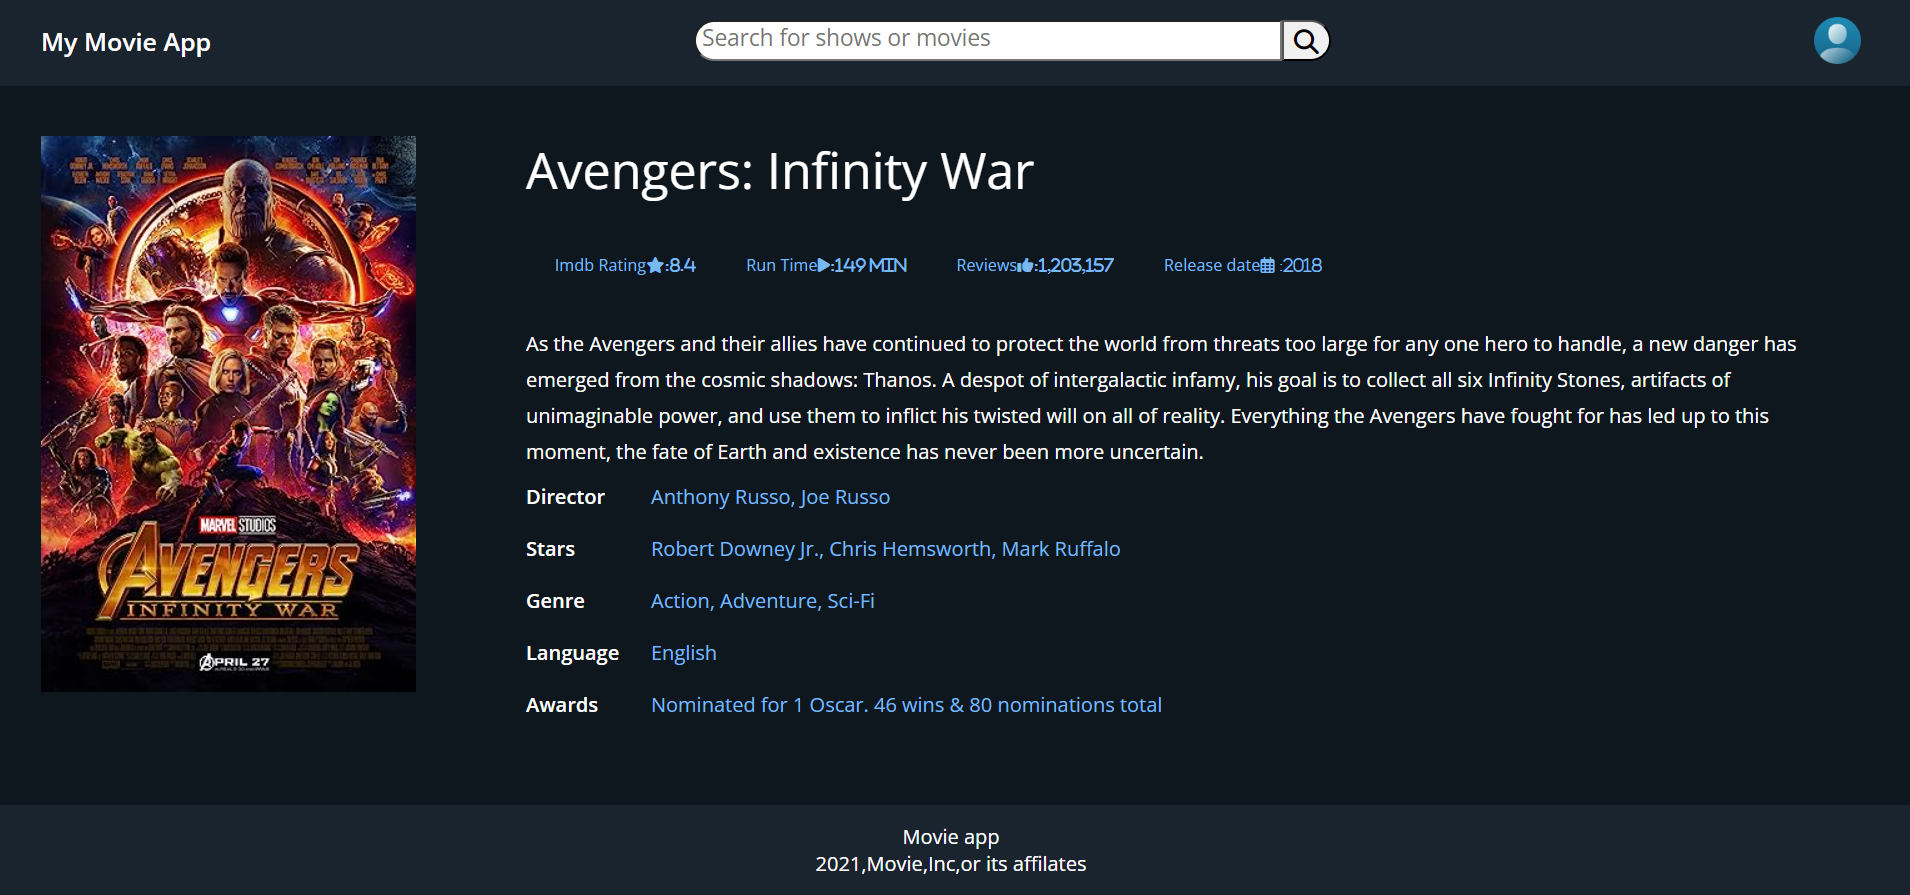 My Movie App
Search for shows or movies
Avengers: Infinity War
Imdb Rating:8.4 Run Time:149 MIN Reviews:1,203,157 Release date :2018
As the Avengers and their allies have continued to protect the world from threats too large for any one hero to handle, a new danger has
emerged from the cosmic shadows: Thanos. A despot of intergalactic infamy, his goal is to collect all six Infinity Stones, artifacts of
unimaginable power, and use them to inflict his twisted will on all of reality. Everything the Avengers have fought for has led up to this
moment, the fate of Earth and existence has never been more uncertain.
Director Anthony Russo, Joe Russo
Stars Robert Downey Jr., Chris Hemsworth, Mark Ruffalo
Genre Action, Adventure, Sci-Fi
Language English
Awards Nominated for 1 Oscar. 46 wins & 80 nominations total
MARVEL STUDIOS
AVENGERS
INFINITY WAR
APRIL 27
Movie app
2021,Movie,Inc,or its affilates